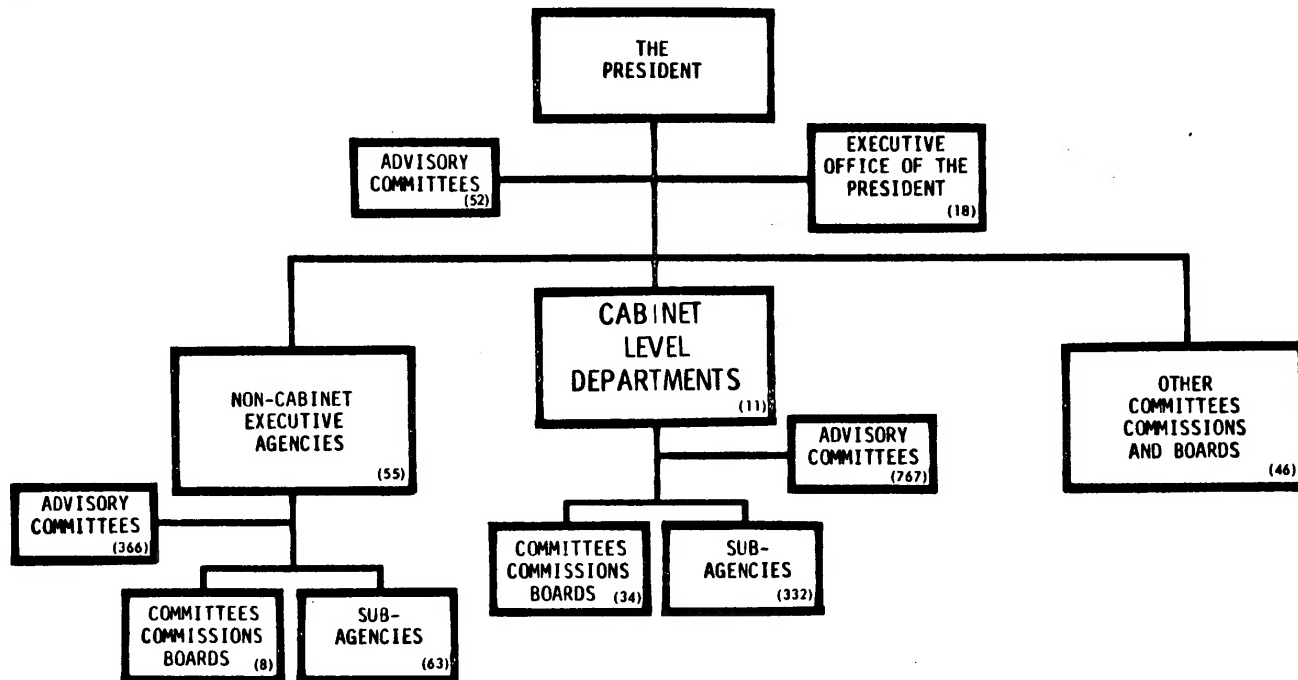 THE
PRESIDENT
ADVISORY
COMMITTEES
(52)
EXECUTIVE
OFFICE OF THE
PRESIDENT
(18)
NON-CABINET
EXECUTIVE
AGENCIES
(55)
CABINET
LEVEL
DEPARTMENTS
(11)
OTHER
COMMITTEES
COMMISSIONS
AND BOARDS
(46)
ADVISORY
COMMITTEES
(366)
COMMITTEES
COMMISSIONS
BOARDS (8)
SUB-
AGENCIES
(63)
ADVISORY
COMMITTEES
(767)
COMMITTEES
COMMISSIONS
BOARDS (34)
SUB-
AGENCIES
(332)